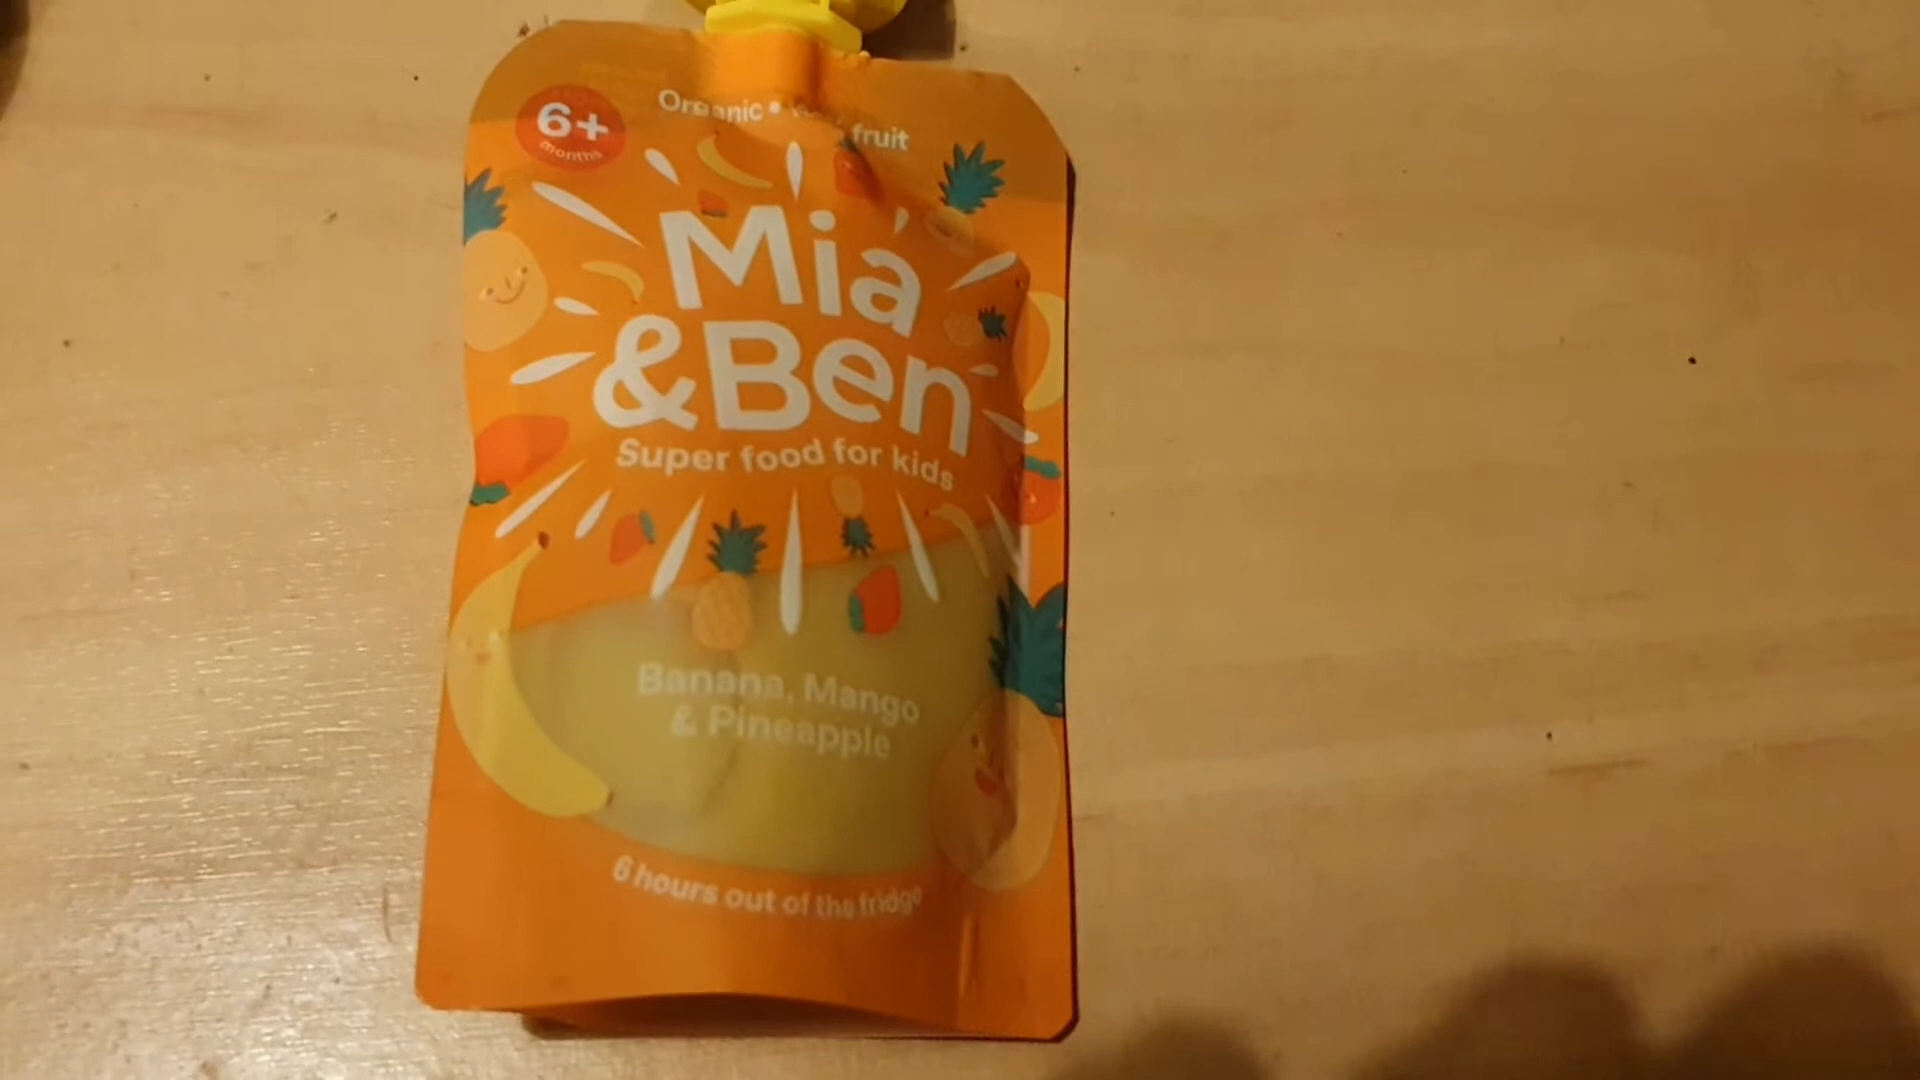 6+
months
Organic • fruit
Mia
&Ben
Super food for kids
Banana, Mango
& Pineapple
6 hours out of the fridge